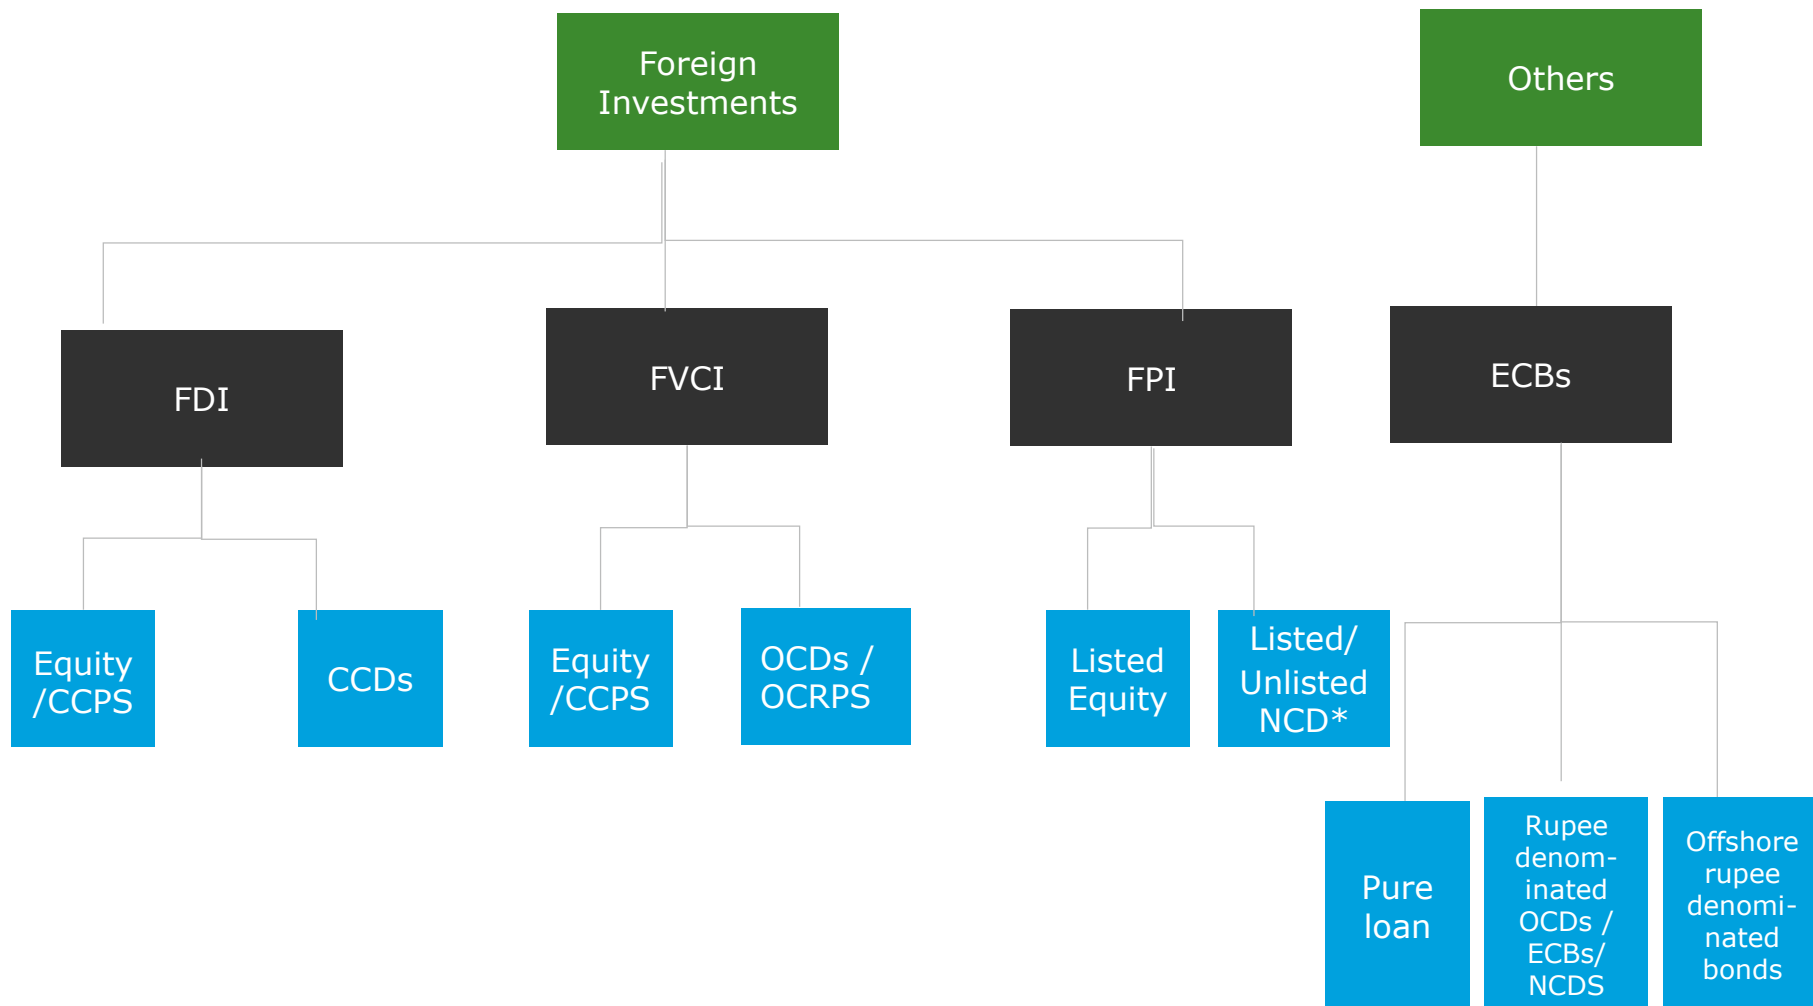 Foreign
Investments
Others
FDI
FVCI
FPI
ECBs
Equity
/CCPS
CCDs
Equity
/CCPS
OCDs /
OCRPS
Listed
Equity
Listed/
Unlisted
NCD*
Pure
loan
Rupee
denom-
inated
OCDs /
ECBs/
NCDS
Offshore
rupee
denomi-
nated
bonds